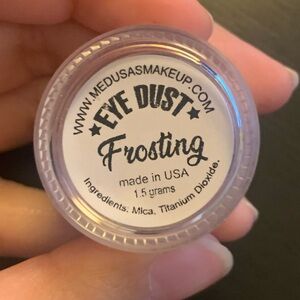 WWW.MEDUSASMAKEUP.COM
EYE DUST
Frosting
made in USA
1.5 grams
Ingredients: Mica, Titanium Dioxide.